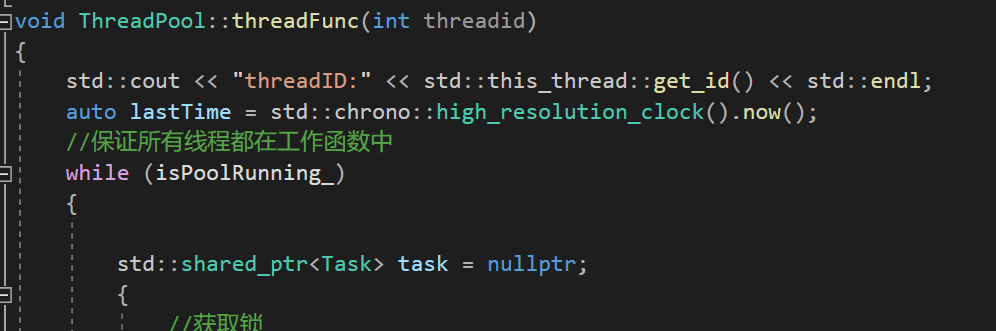 void ThreadPool::threadFunc(int threadid)
{
std::cout << "threadID:" << std::this_thread::get_id() << std::endl;
auto lastTime = std::chrono::high_resolution_clock().now();
//保证所有线程都在工作函数中
while (isPoolRunning_)
{
std::shared_ptr<Task> task = nullptr;
{
//获取锁